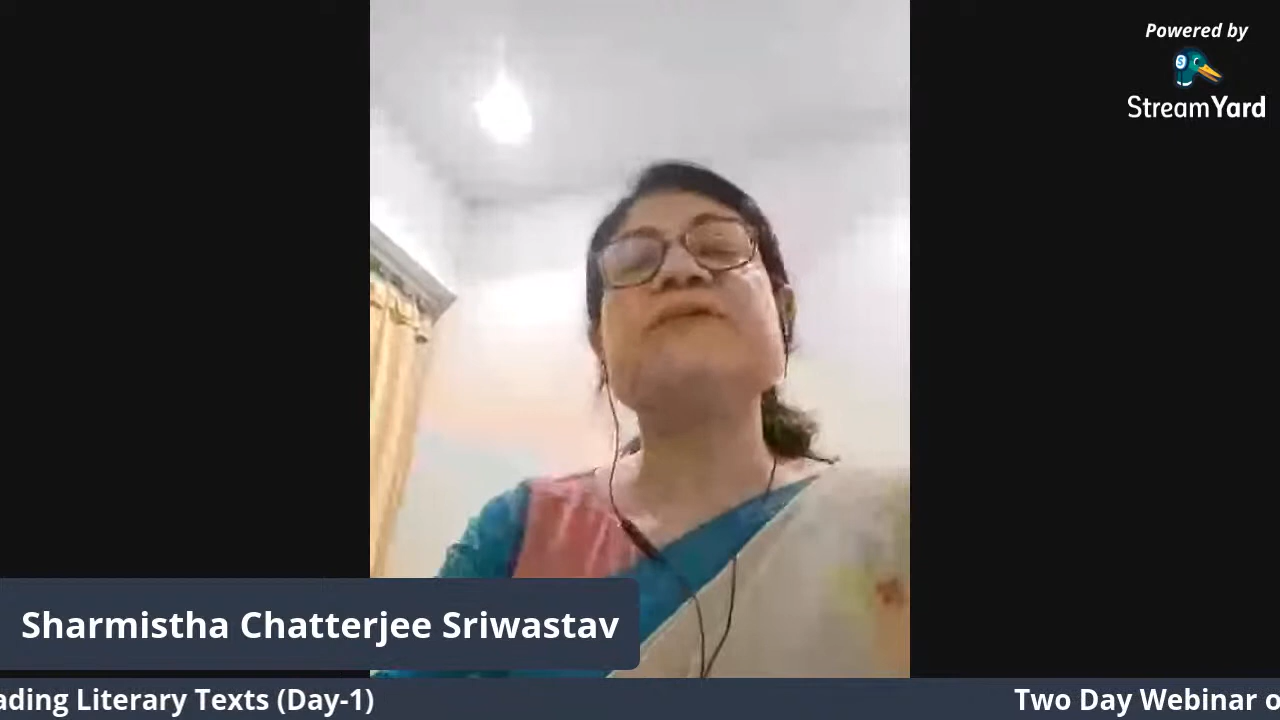 Powered by
StreamYard
Sharmistha Chatterjee Sriwastav
ading Literary Texts (Day-1)
Two Day Webinar o